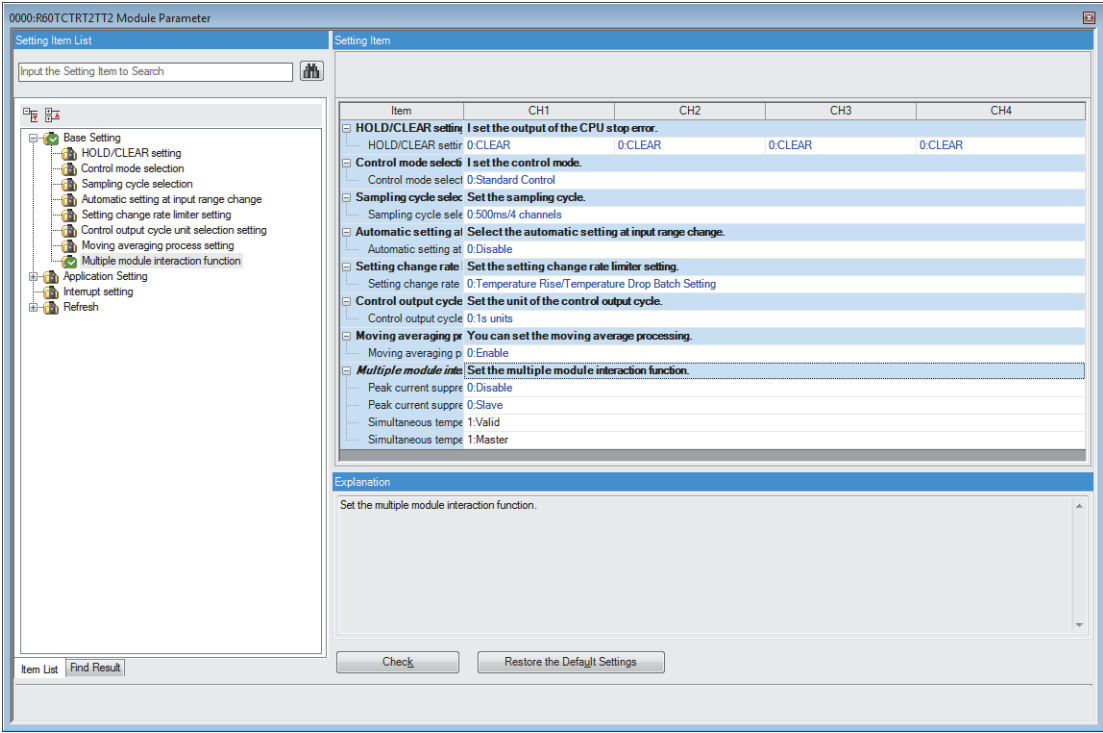 0000:R60TCTRT2TT2 Module Parameter
Setting Item List
Input the Setting Item to Search
Base Setting
HOLD/CLEAR setting
Control mode selection
Sampling cycle selection
Automatic setting at input range change
Setting change rate limiter setting
Control output cycle unit selection setting
Moving averaging process setting
Multiple module interaction function
Application Setting
Interrupt setting
Refresh
Item List Find Result
Setting Item
Item CH1 CH2 CH3 CH4
HOLD/CLEAR setting I set the output of the CPU stop error.
HOLD/CLEAR settir 0:CLEAR 0:CLEAR 0:CLEAR 0:CLEAR
Control mode selecti I set the control mode.
Control mode select 0:Standard Control
Sampling cycle selec Set the sampling cycle.
Sampling cycle sele 0:500ms/4 channels
Automatic setting at Select the automatic setting at input range change.
Automatic setting at 0:Disable
Setting change rate Set the setting change rate limiter setting.
Setting change rate 0:Temperature Rise/Temperature Drop Batch Setting
Control output cycle Set the unit of the control output cycle.
Control output cycle 0:1s units
Moving averaging pr You can set the moving average processing.
Moving averaging p 0:Enable
Multiple module inte Set the multiple module interaction function.
Peak current suppre 0:Disable
Peak current suppre 0:Slave
Simultaneous tempe 1:Valid
Simultaneous tempe 1:Master
Explanation
Set the multiple module interaction function.
Check Restore the Default Settings